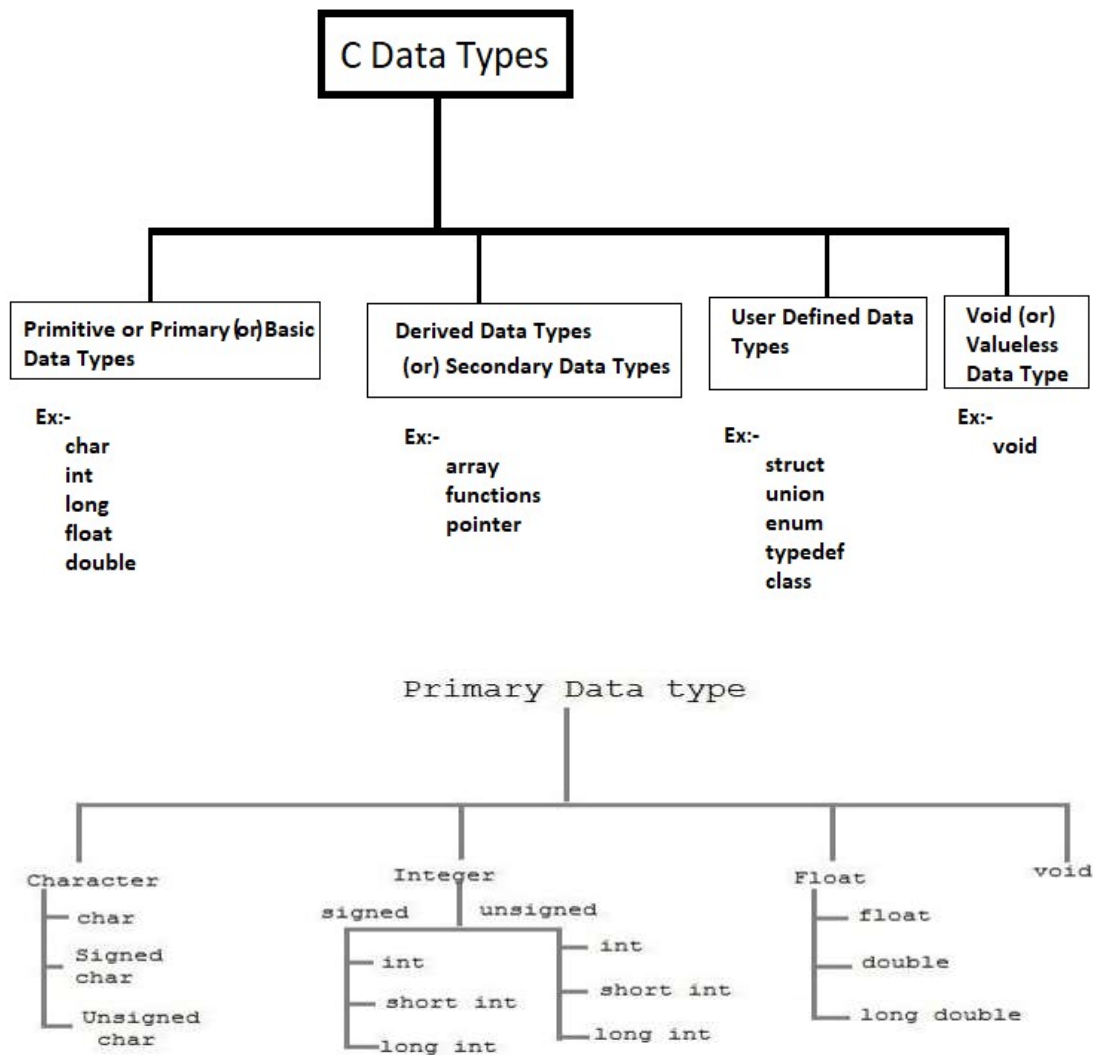 C Data Types
Primitive or Primary (or) Basic
Data Types
Ex:-
char
int
long
float
double
Derived Data Types
(or) Secondary Data Types
Ex:-
array
functions
pointer
User Defined Data
Types
Ex:-
struct
union
enum
typedef
class
Void (or)
Valueless
Data Type
Ex:-
void
Primary Data type
Character
char
Signed
char
Unsigned
char
Integer
signed
int
short int
long int
unsigned
int
short int
long int
Float
float
double
long double
void